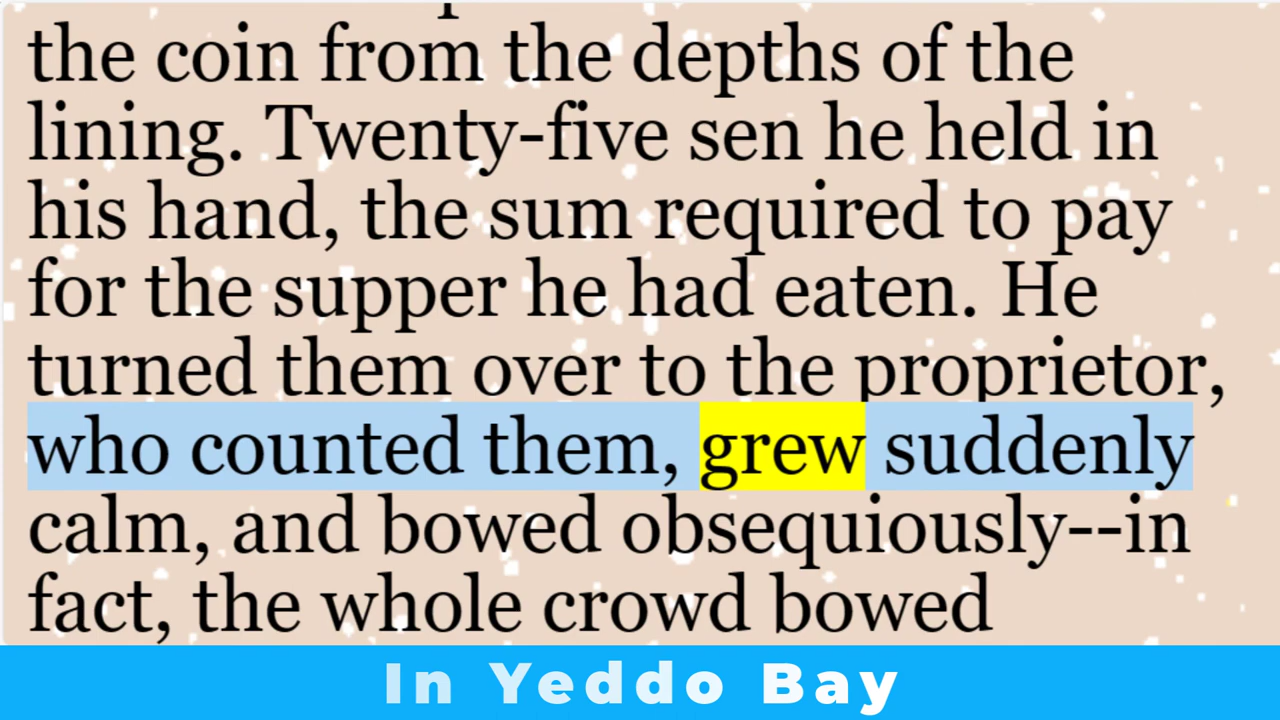 the coin from the depths of the
lining. Twenty-five sen he held in
his hand, the sum required to pay
for the supper he had eaten. He
turned them over to the proprietor,
who counted them, grew suddenly
calm, and bowed obsequiously--in
fact, the whole crowd bowed
In Yeddo Bay